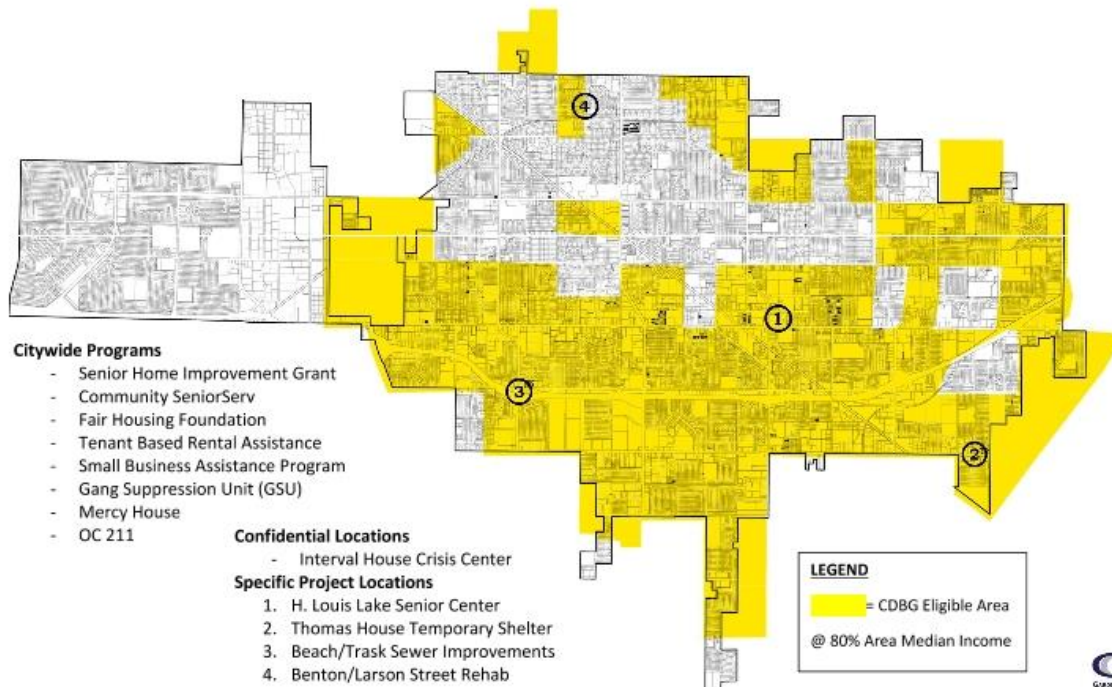 4
1
3
2
Citywide Programs
- Senior Home Improvement Grant
- Community SeniorServ
- Fair Housing Foundation
- Tenant Based Rental Assistance
- Small Business Assistance Program
- Gang Suppression Unit (GSU)
- Mercy House
- OC 211
Confidential Locations
- Interval House Crisis Center
Specific Project Locations
1. H. Louis Lake Senior Center
2. Thomas House Temporary Shelter
3. Beach/Trask Sewer Improvements
4. Benton/Larson Street Rehab
LEGEND
= CDBG Eligible Area
@ 80% Area Median Income